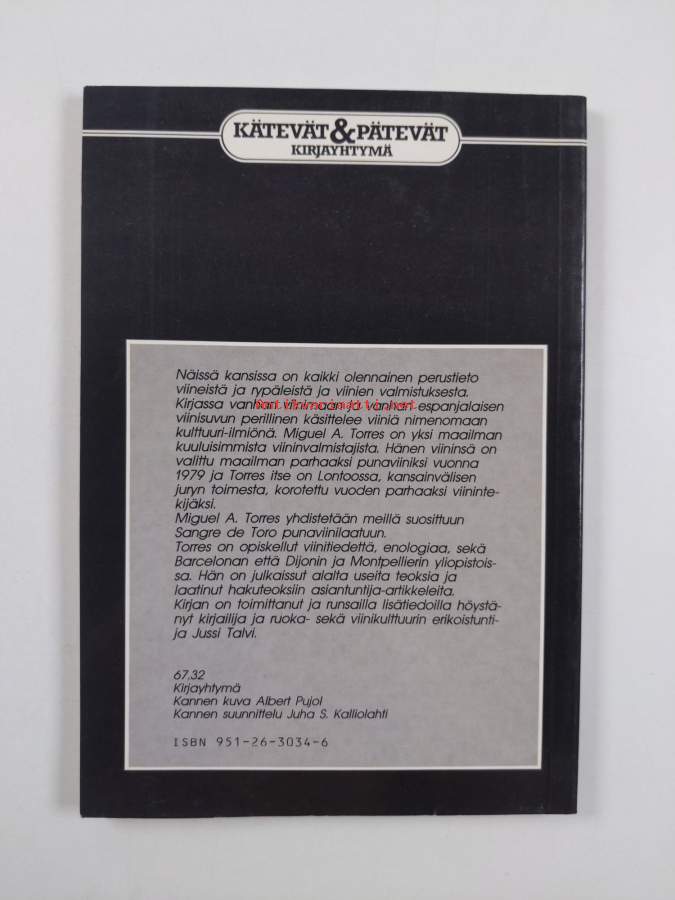 KÄTEVÄT & PÄTEVÄT
KIRJAYHTYMÄ
Näissä kansissa on kaikki olennainen perustieto
viineistä ja rypäleistä ja viinien valmistuksesta.
Kirjassa vanhan viinimaan ja vanhan espanjalaisen
viinisuvun perillinen käsittelee viiniä nimenomaan
kulttuuri-ilmiönä. Miguel A. Torres on yksi maailman
kuuluisimmista viininvalmistajista. Hänen viininsä on
valittu maailman parhaaksi punaviiniksi vuonna
1979 ja Torres itse on Lontoossa, kansainvälisen
juryn toimesta, korotettu vuoden parhaaksi viininte-
kijäksi.
Miguel A. Torres yhdistetään meillä suosittuun
Sangre de Toro punaviinilaatuun.
Torres on opiskellut viinitiedettä, enologiaa, sekä
Barcelonan että Dijonin ja Montpellierin yliopistois-
sa. Hän on julkaissut alalta useita teoksia ja
laatinut hakuteoksiin asiantuntija-artikkeleita.
Kirjan on toimittanut ja runsailla lisätiedoilla höystä-
nyt kirjailija ja ruoka- sekä viinikulttuurin erikoistunti-
ja Jussi Talvi.
67,32
Kirjayhtymä
Kannen kuva Albert Pujol
Kannen suunnittelu Juha S. Kalliolahti
ISBN 951-26-3034-6